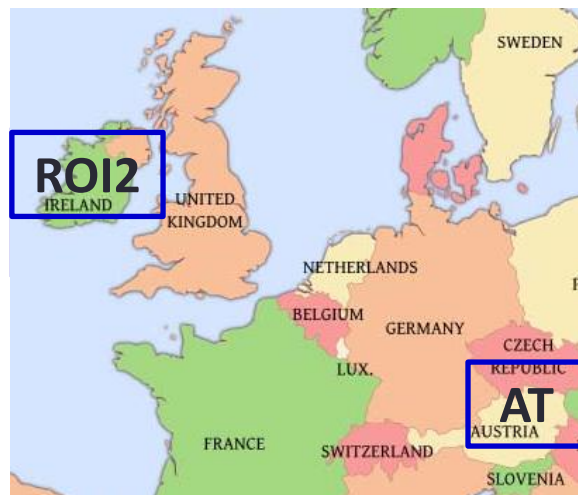 SWEDEN
ROI2
IRELAND
UNITED
KINGDOM
NETHERLANDS
BELGIUM
GERMANY
CZECH
REPUBLIC
LUX.
AT
AUSTRIA
FRANCE
SWITZERLAND
SLOVENIA